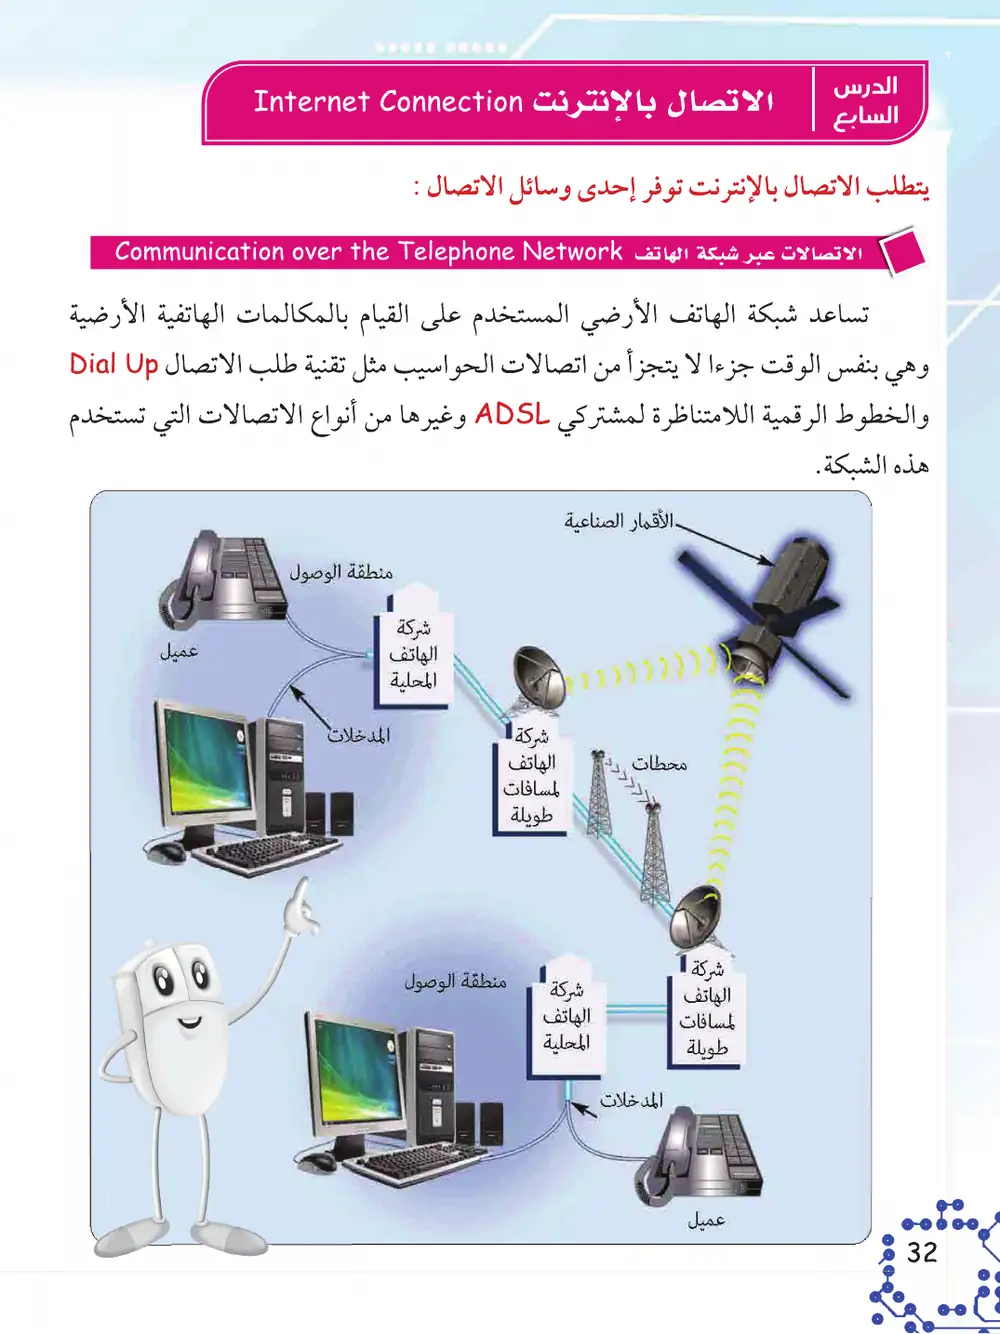 الدرس
السابع
الاتصال بالإنترنت Internet Connection
يتطلب الاتصال بالإنترنت توفر إحدى وسائل الاتصال :
الاتصالات عبر شبكة الهاتف Communication over the Telephone Network
تساعد شبكة الهاتف الأرضي المستخدم على القيام بالمكالمات الهاتفية الأرضية
وهي بنفس الوقت جزءا لا يتجزأ من اتصالات الحواسيب مثل تقنية طلب الاتصال Dial Up
والخطوط الرقمية اللامتناظرة لمشتركي ADSL وغيرها من أنواع الاتصالات التي تستخدم
هذه الشبكة.
الأقمار الصناعية
منطقة الوصول
شركة
الهاتف
المحلية
عميل
المدخلات
شركة
الهاتف
لمسافات
طويلة
محطات
شركة
الهاتف
لمسافات
طويلة
منطقة الوصول
شركة
الهاتف
المحلية
المدخلات
عميل
32